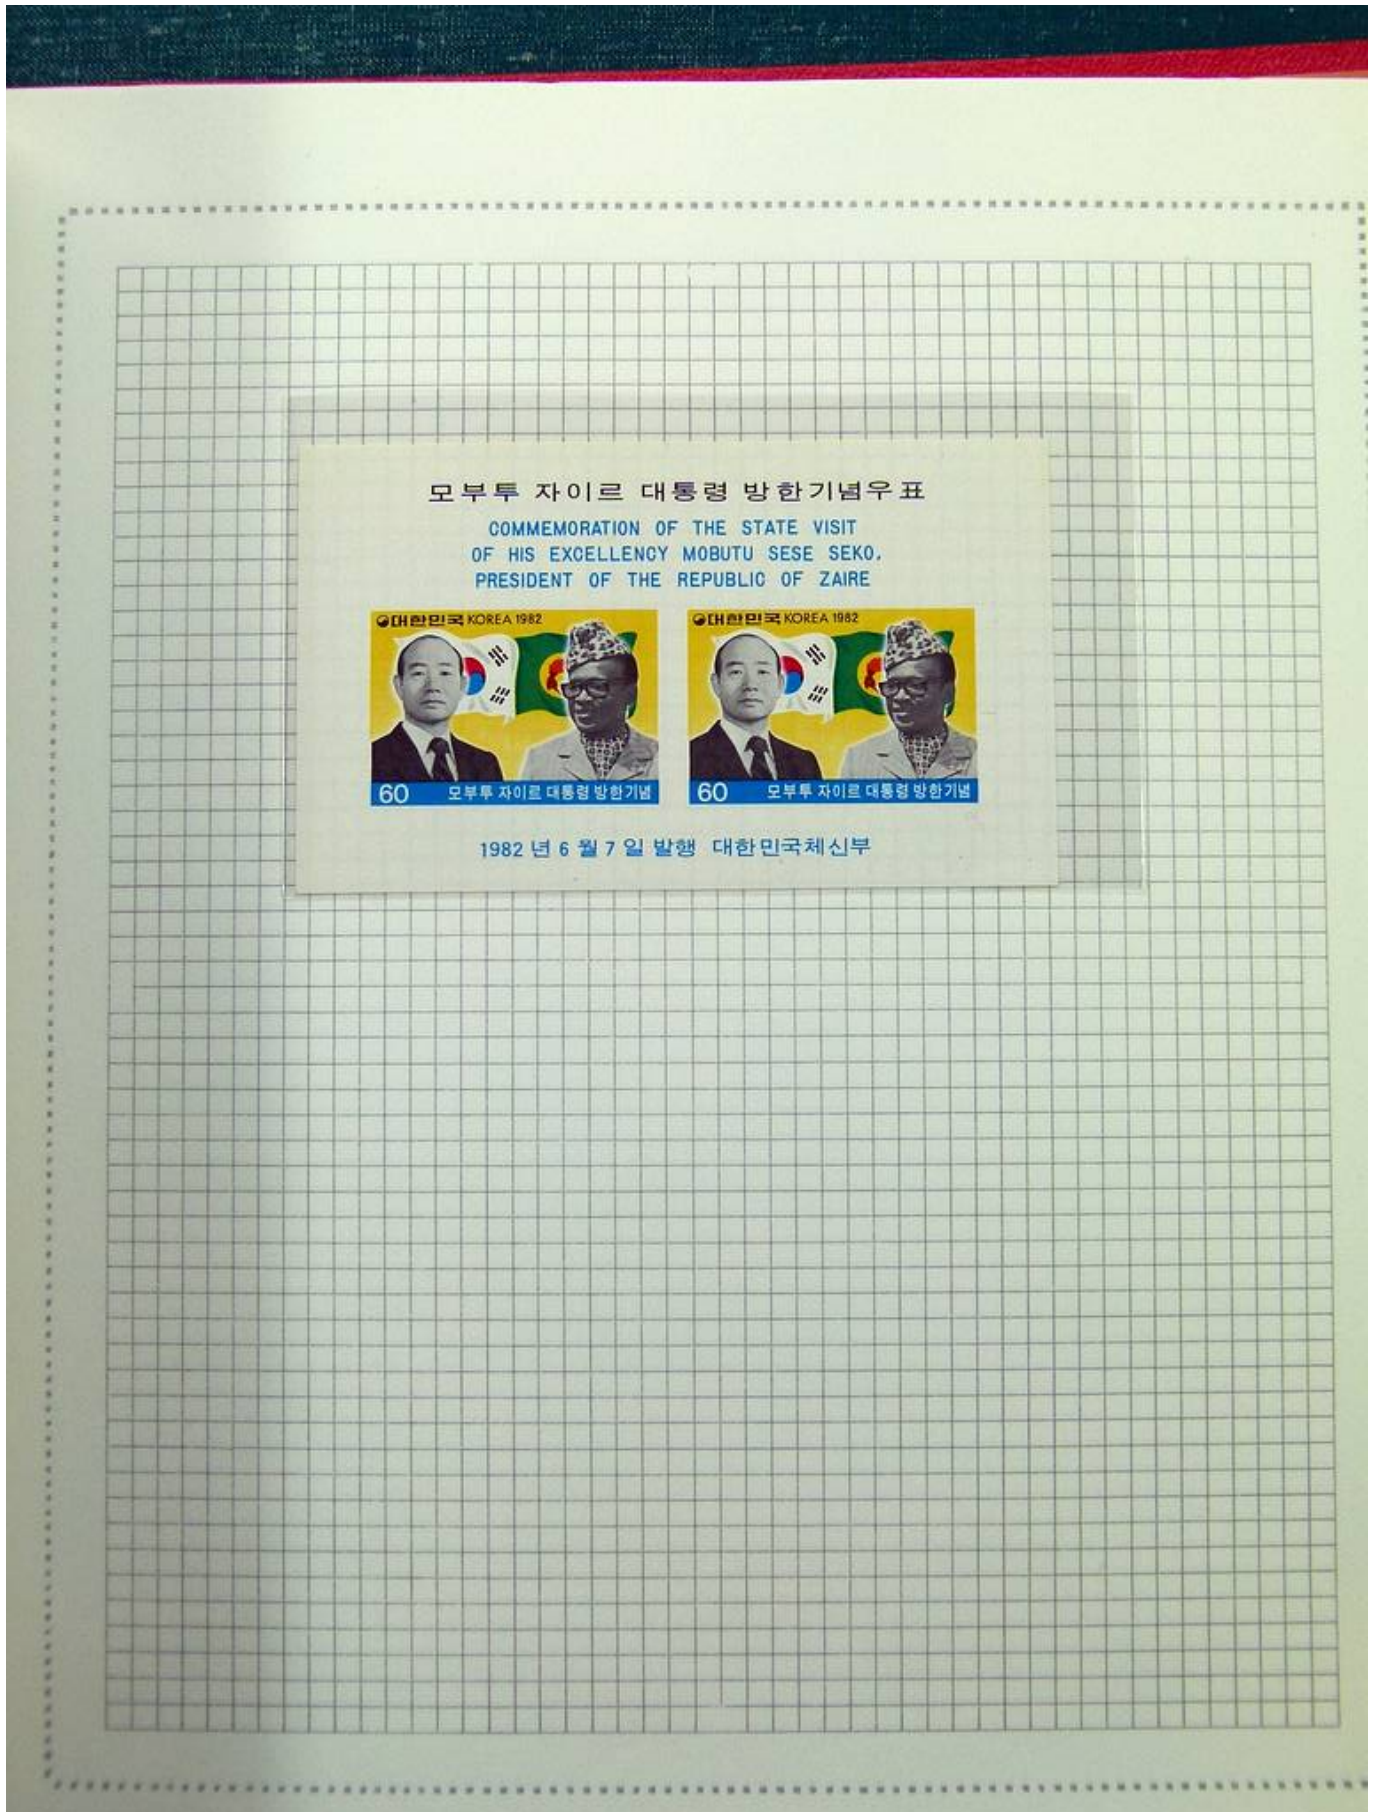 모부투 자이르 대통령 방한기념우표
COMMEMORATION OF THE STATE VISIT
OF HIS EXCELLENCY MOBUTU SESE SEKO,
PRESIDENT OF THE REPUBLIC OF ZAIRE
대한민국 KOREA 1982
60 모부투 자이르 대통령 방한기념
대한민국 KOREA 1982
60 모부투 자이르 대통령 방한기념
1982 년 6 월 7 일 발행 대한민국체신부